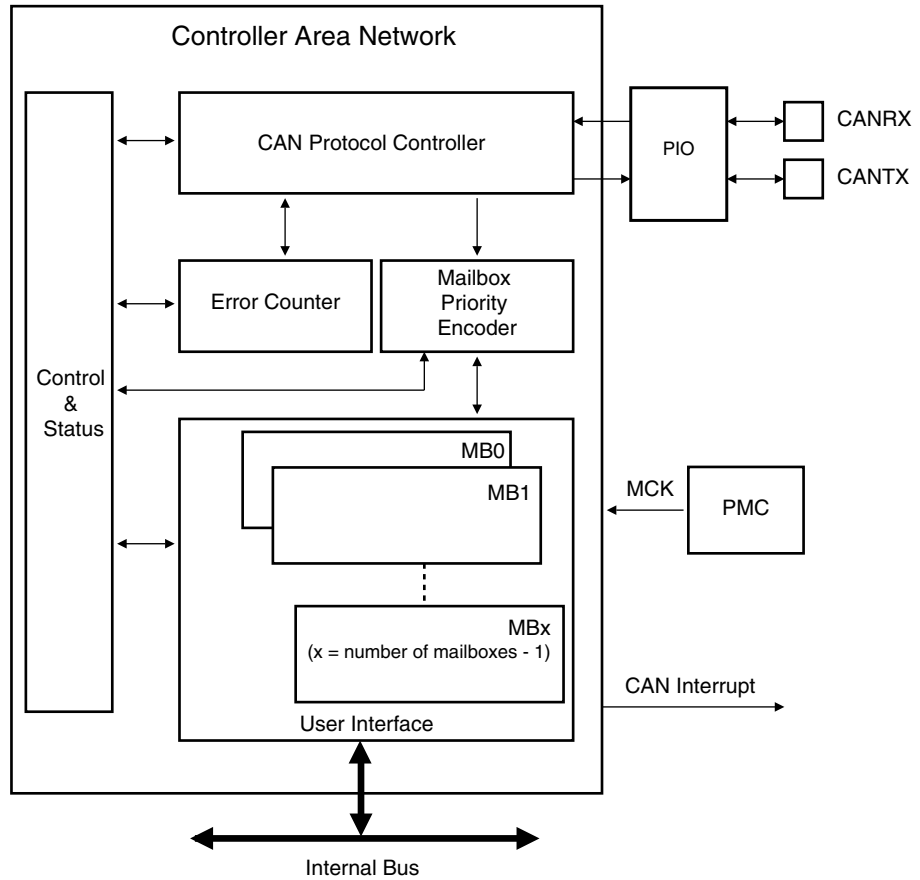 Controller Area Network
CAN Protocol Controller
PIO
CANRX
CANTX
Error Counter
Mailbox
Priority
Encoder
Control
&
Status
MB0
MB1
MCK
PMC
MBx
(x = number of mailboxes - 1)
CAN Interrupt
User Interface
Internal Bus